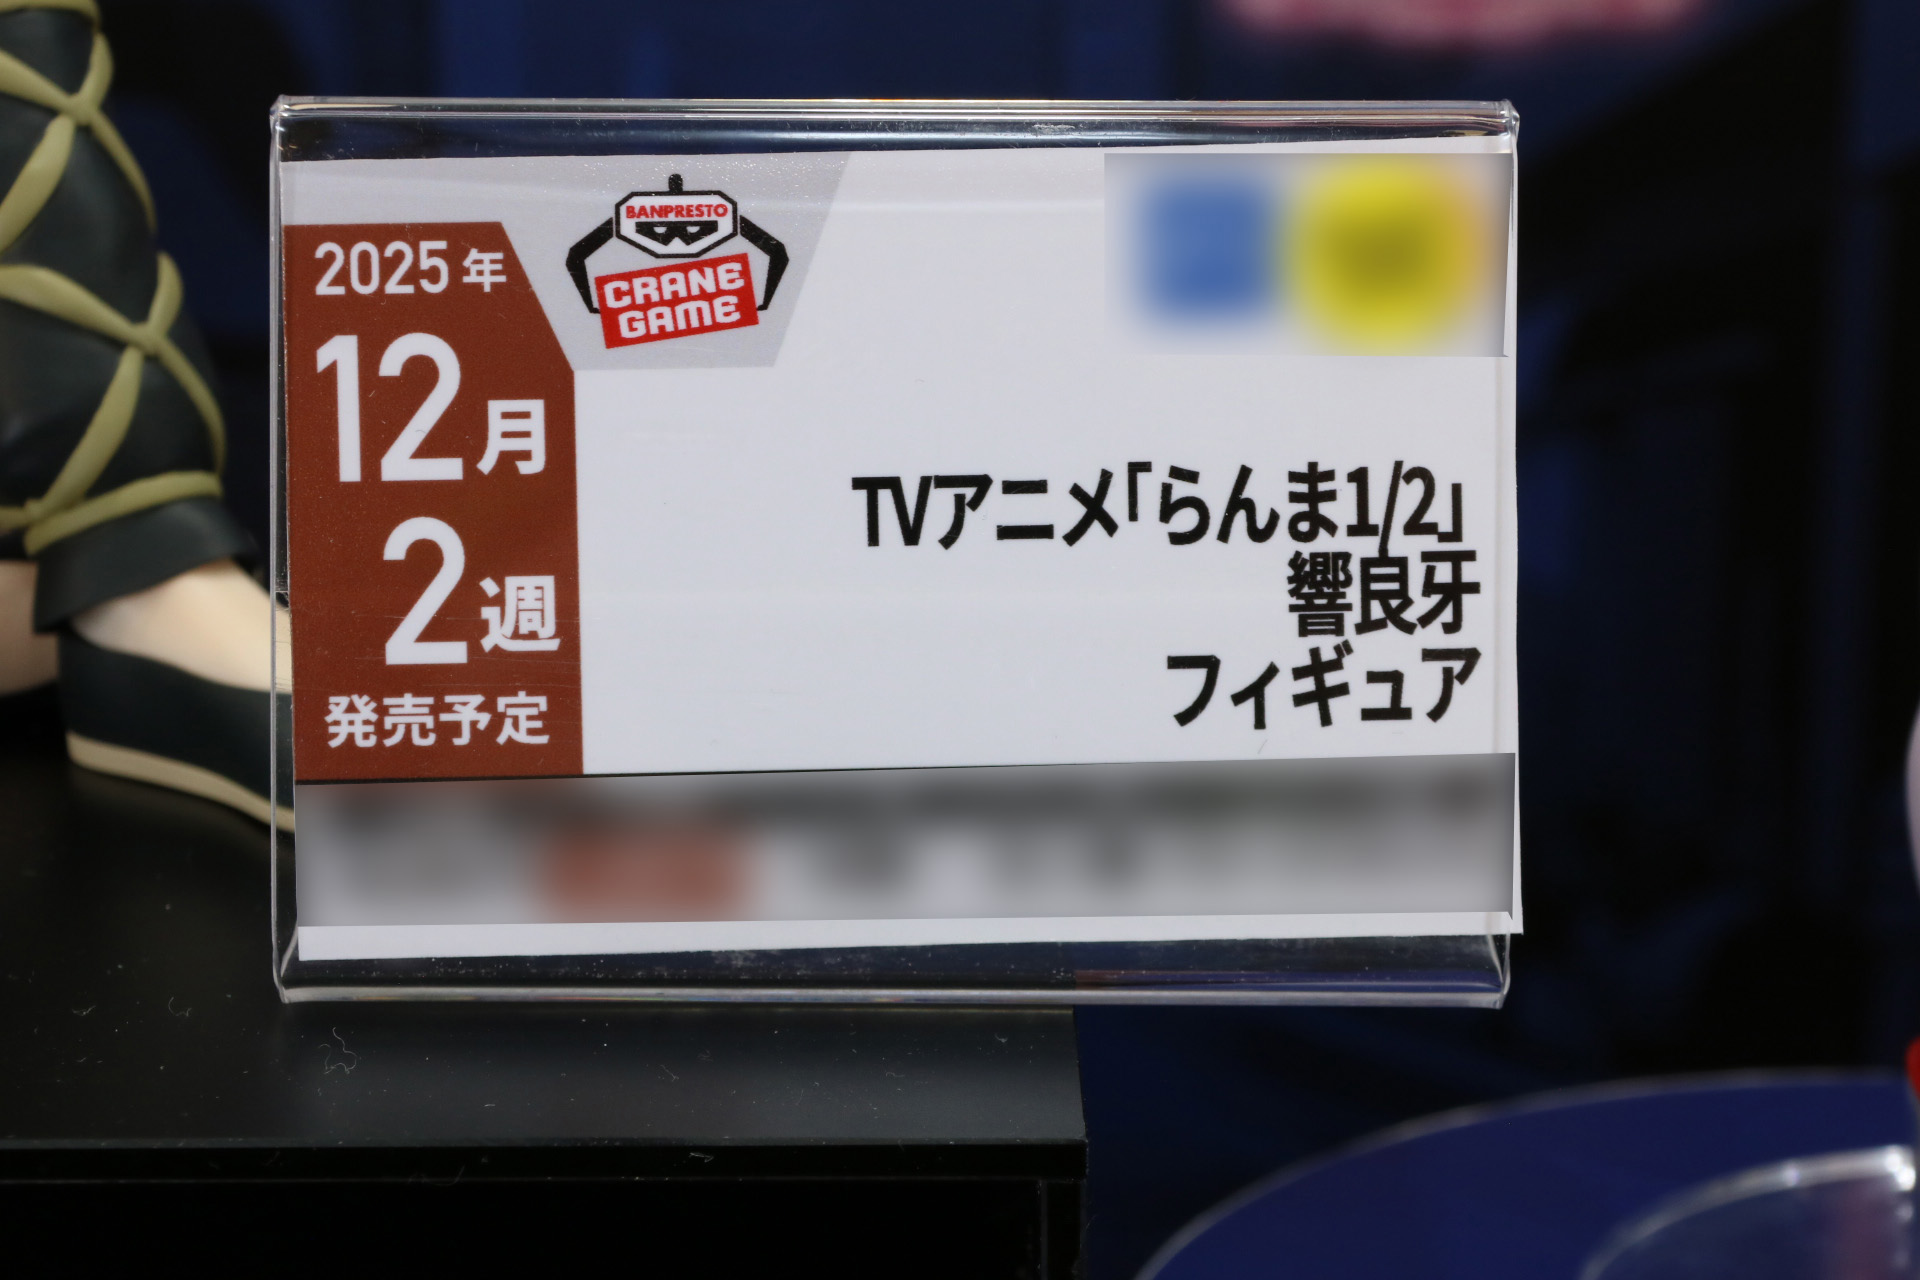 2025年
12月
2週
発売予定
BANPRESTO
CRANE
GAME
TVアニメ「らんま1/2」
響良牙
フィギュア